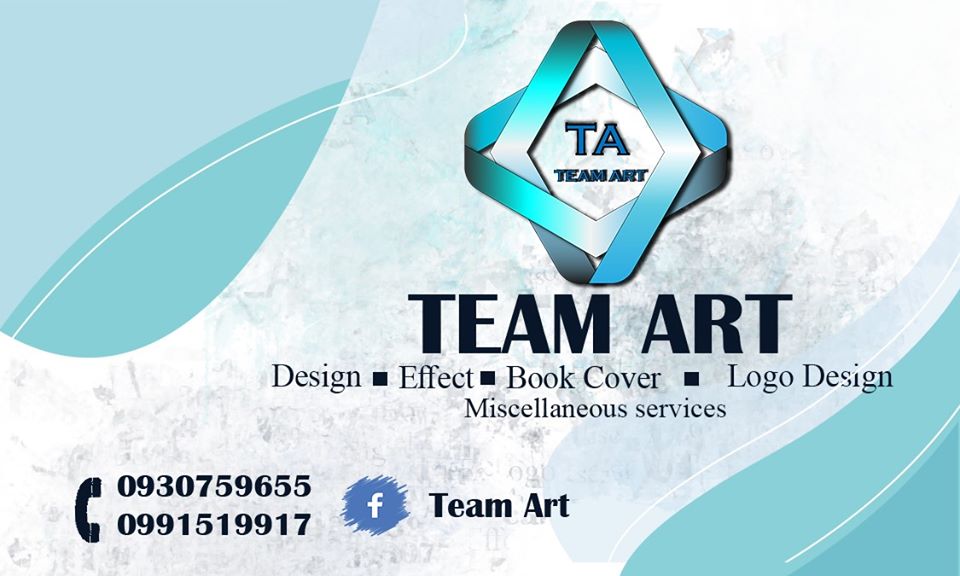 TA
TEAM ART
TEAM ART
Design ■ Effect ■ Book Cover ■ Logo Design
Miscellaneous services
0930759655
0991519917
f Team Art